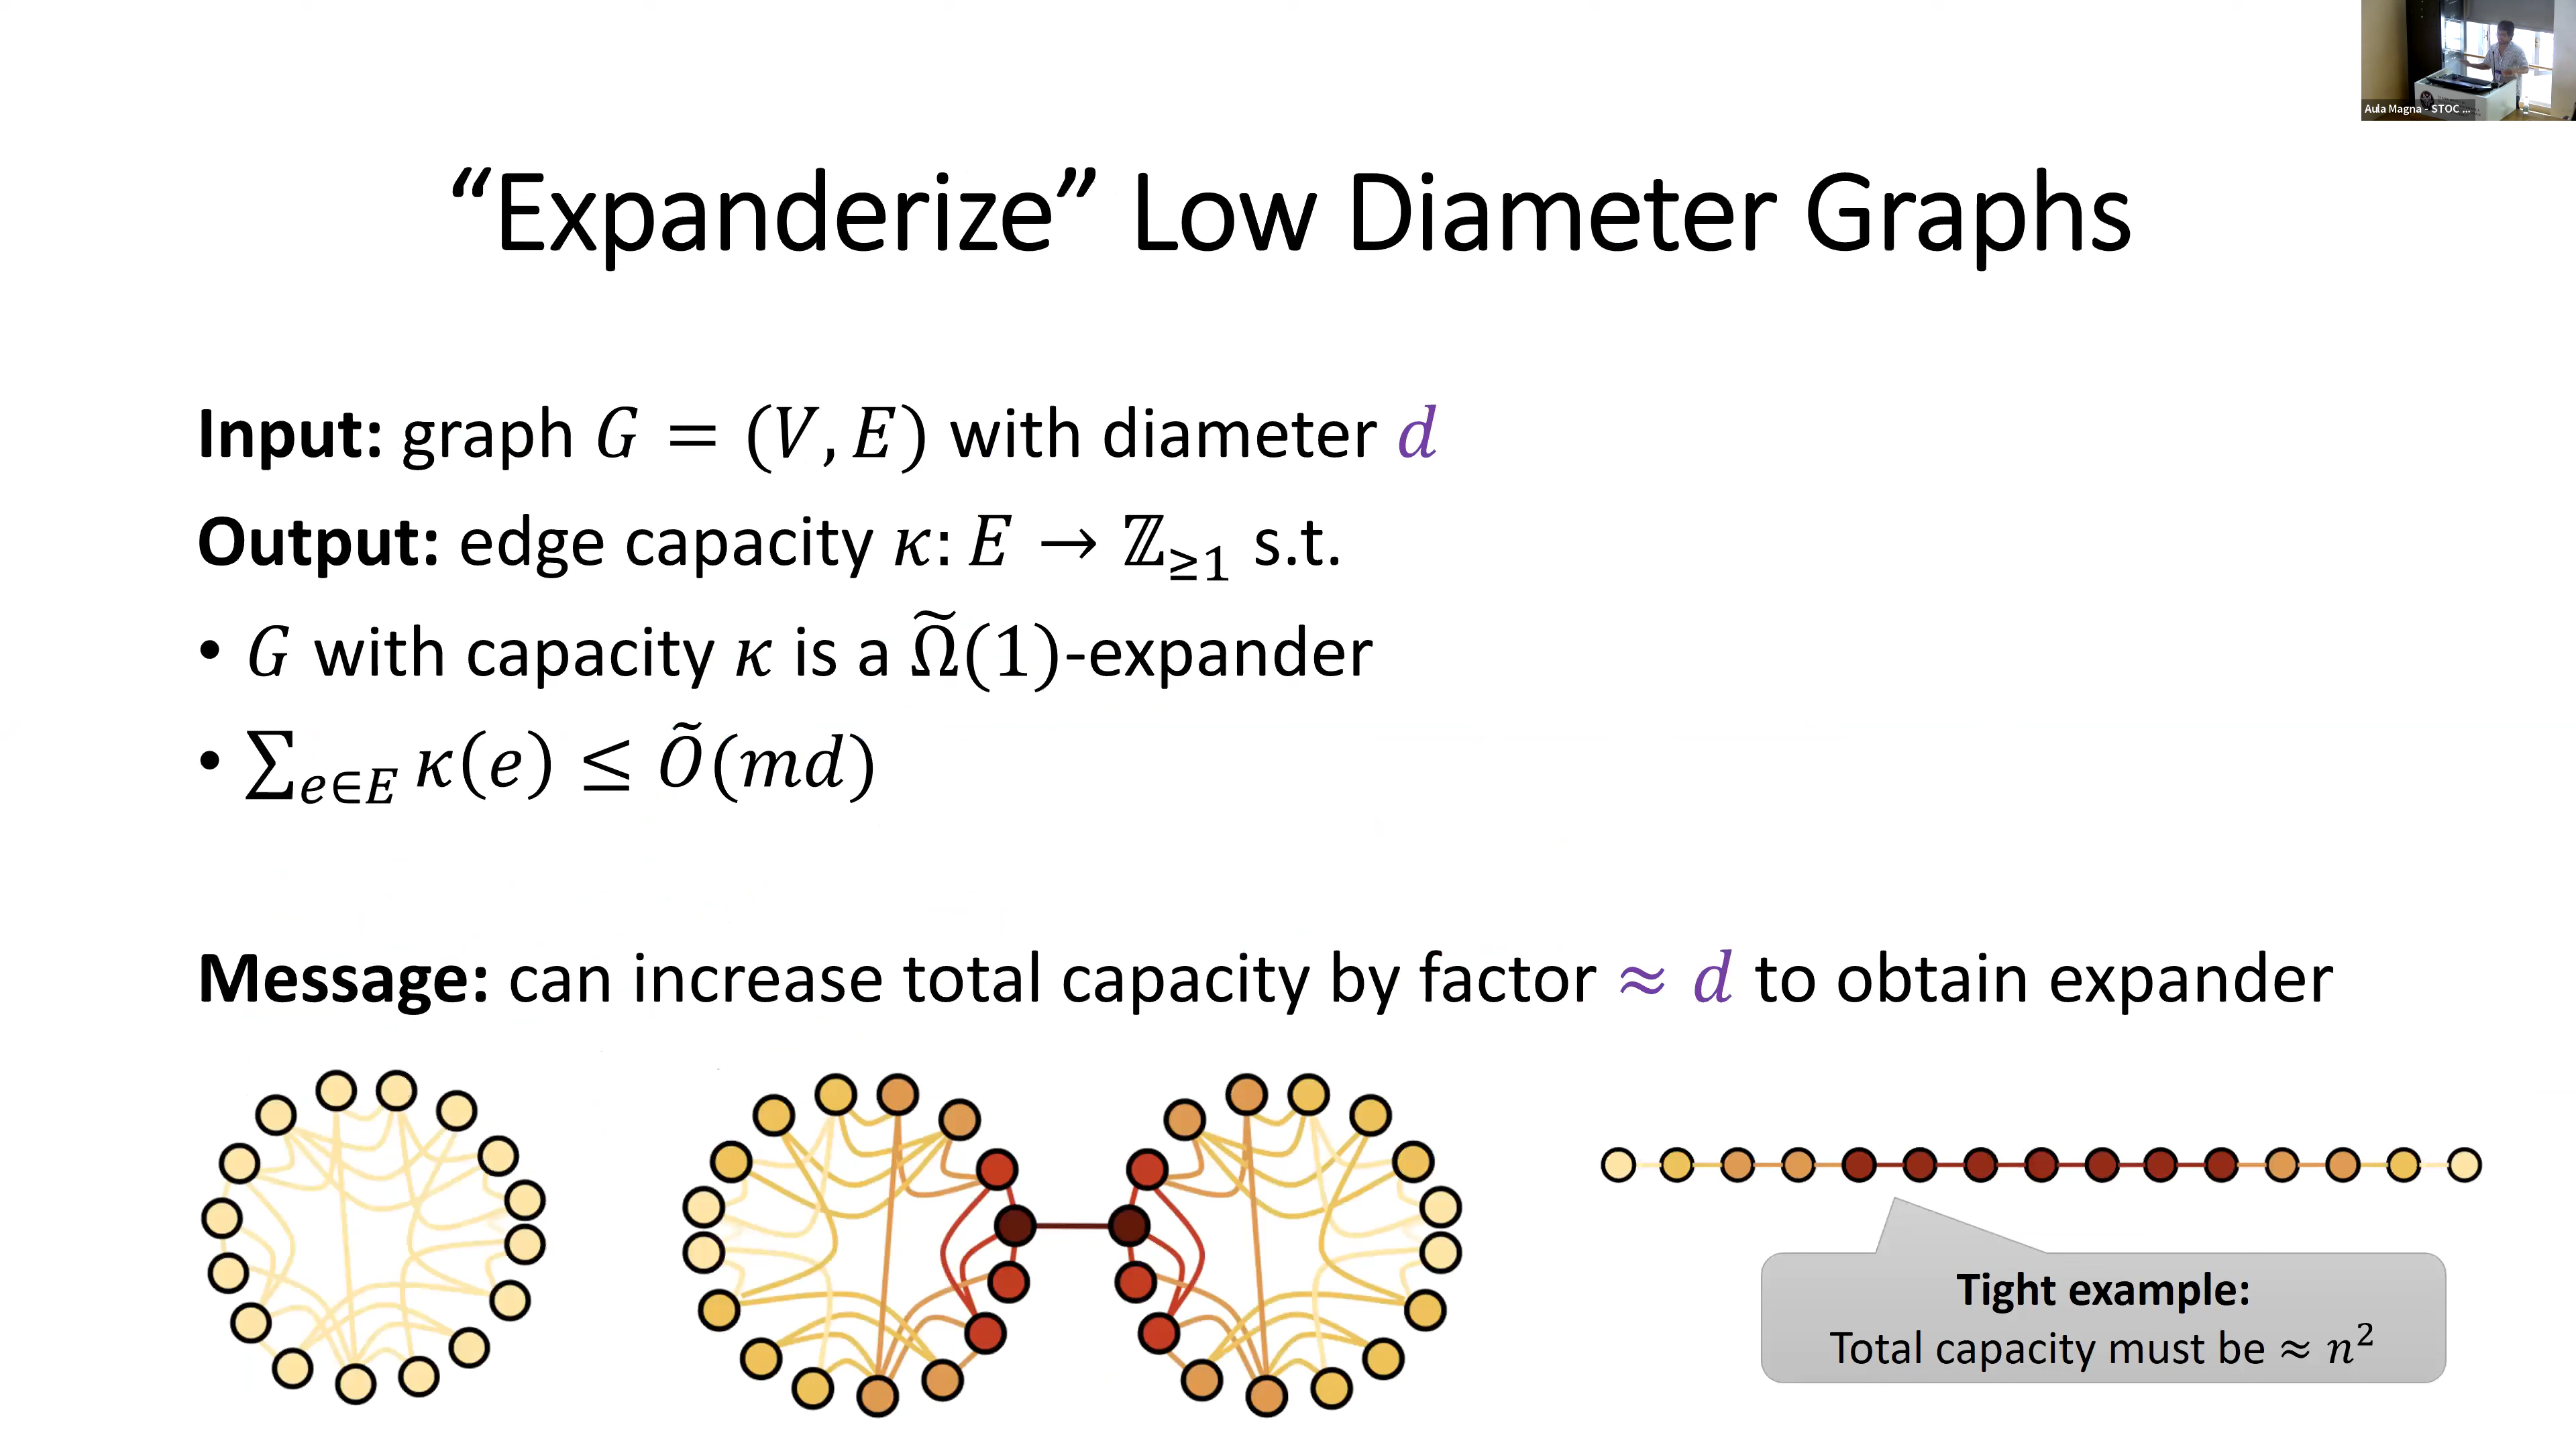 Aula Magna - STOC ...
“Expanderize” Low Diameter Graphs
Input: graph G = (V, E) with diameter d
Output: edge capacity κ: E → ℤ≥1 s.t.
• G with capacity κ is a Ω̃(1)-expander
• ∑e∈E κ(e) ≤ Õ(md)
Message: can increase total capacity by factor ≈ d to obtain expander
Tight example:
Total capacity must be ≈ n²